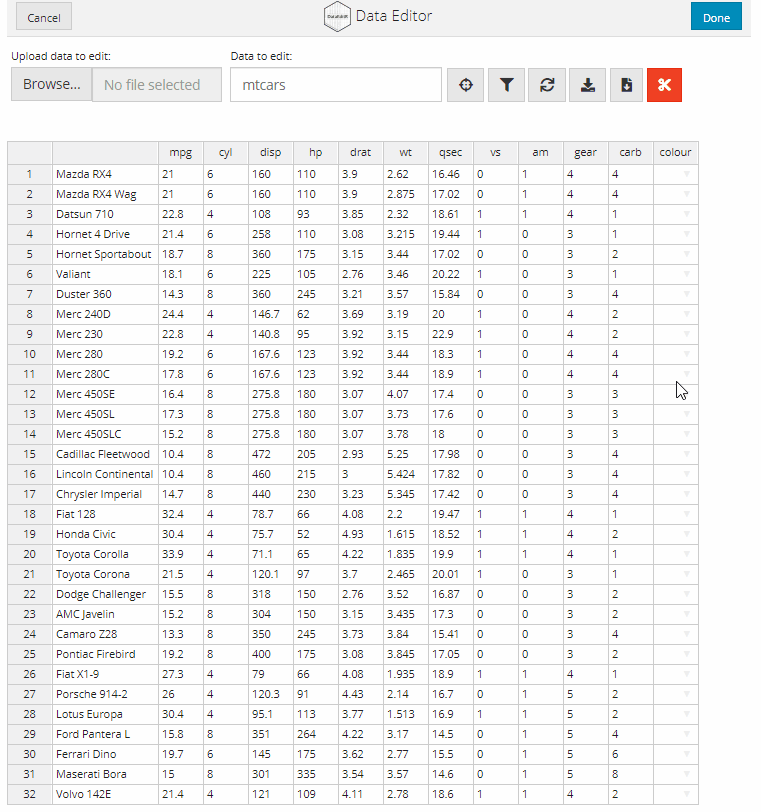 Cancel DataEditR Data Editor Done
Upload data to edit: Data to edit:
Browse... No file selected mtcars
mpg cyl disp hp drat wt qsec vs am gear carb colour
1 Mazda RX4 21 6 160 110 3.9 2.62 16.46 0 1 4 4
2 Mazda RX4 Wag 21 6 160 110 3.9 2.875 17.02 0 1 4 4
3 Datsun 710 22.8 4 108 93 3.85 2.32 18.61 1 1 4 1
4 Hornet 4 Drive 21.4 6 258 110 3.08 3.215 19.44 1 0 3 1
5 Hornet Sportabout 18.7 8 360 175 3.15 3.44 17.02 0 0 3 2
6 Valiant 18.1 6 225 105 2.76 3.46 20.22 1 0 3 1
7 Duster 360 14.3 8 360 245 3.21 3.57 15.84 0 0 3 4
8 Merc 240D 24.4 4 146.7 62 3.69 3.19 20 1 0 4 2
9 Merc 230 22.8 4 140.8 95 3.92 3.15 22.9 1 0 4 2
10 Merc 280 19.2 6 167.6 123 3.92 3.44 18.3 1 0 4 4
11 Merc 280C 17.8 6 167.6 123 3.92 3.44 18.9 1 0 4 4
12 Merc 450SE 16.4 8 275.8 180 3.07 4.07 17.4 0 0 3 3
13 Merc 450SL 17.3 8 275.8 180 3.07 3.73 17.6 0 0 3 3
14 Merc 450SLC 15.2 8 275.8 180 3.07 3.78 18 0 0 3 3
15 Cadillac Fleetwood 10.4 8 472 205 2.93 5.25 17.98 0 0 3 4
16 Lincoln Continental 10.4 8 460 215 3 5.424 17.82 0 0 3 4
17 Chrysler Imperial 14.7 8 440 230 3.23 5.345 17.42 0 0 3 4
18 Fiat 128 32.4 4 78.7 66 4.08 2.2 19.47 1 1 4 1
19 Honda Civic 30.4 4 75.7 52 4.93 1.615 18.52 1 1 4 2
20 Toyota Corolla 33.9 4 71.1 65 4.22 1.835 19.9 1 1 4 1
21 Toyota Corona 21.5 4 120.1 97 3.7 2.465 20.01 1 0 3 1
22 Dodge Challenger 15.5 8 318 150 2.76 3.52 16.87 0 0 3 2
23 AMC Javelin 15.2 8 304 150 3.15 3.435 17.3 0 0 3 2
24 Camaro Z28 13.3 8 350 245 3.73 3.84 15.41 0 0 3 4
25 Pontiac Firebird 19.2 8 400 175 3.08 3.845 17.05 0 0 3 2
26 Fiat X1-9 27.3 4 79 66 4.08 1.935 18.9 1 1 4 1
27 Porsche 914-2 26 4 120.3 91 4.43 2.14 16.7 0 1 5 2
28 Lotus Europa 30.4 4 95.1 113 3.77 1.513 16.9 1 1 5 2
29 Ford Pantera L 15.8 8 351 264 4.22 3.17 14.5 0 1 5 4
30 Ferrari Dino 19.7 6 145 175 3.62 2.77 15.5 0 1 5 6
31 Maserati Bora 15 8 301 335 3.54 3.57 14.6 0 1 5 8
32 Volvo 142E 21.4 4 121 109 4.11 2.78 18.6 1 1 4 2